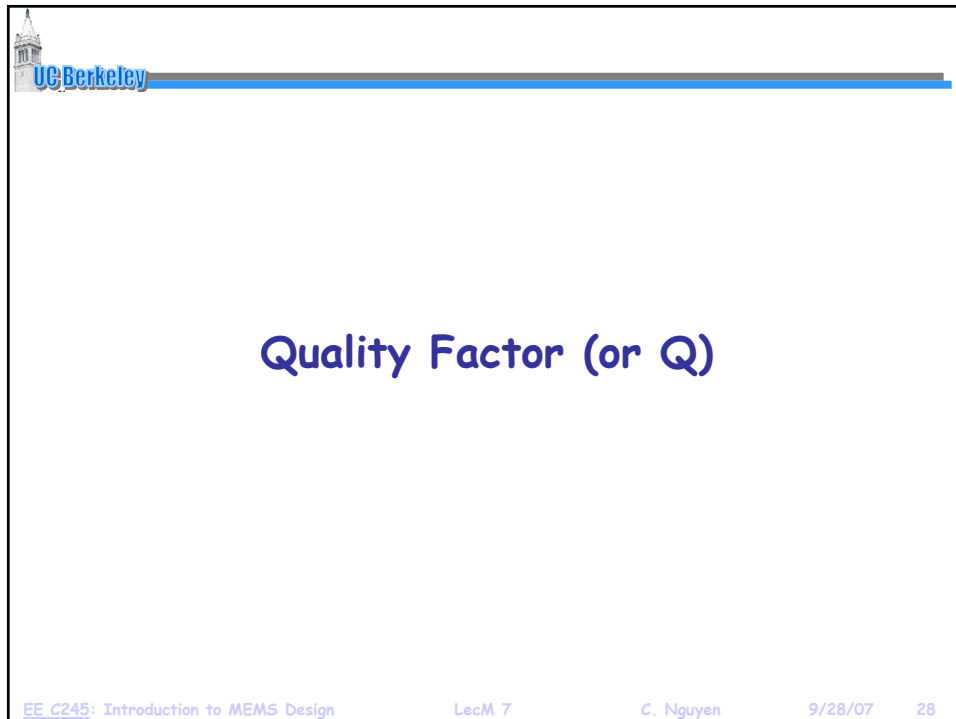 UC Berkeley
Quality Factor (or Q)
EE C245: Introduction to MEMS Design LecM 7 C. Nguyen 9/28/07 28